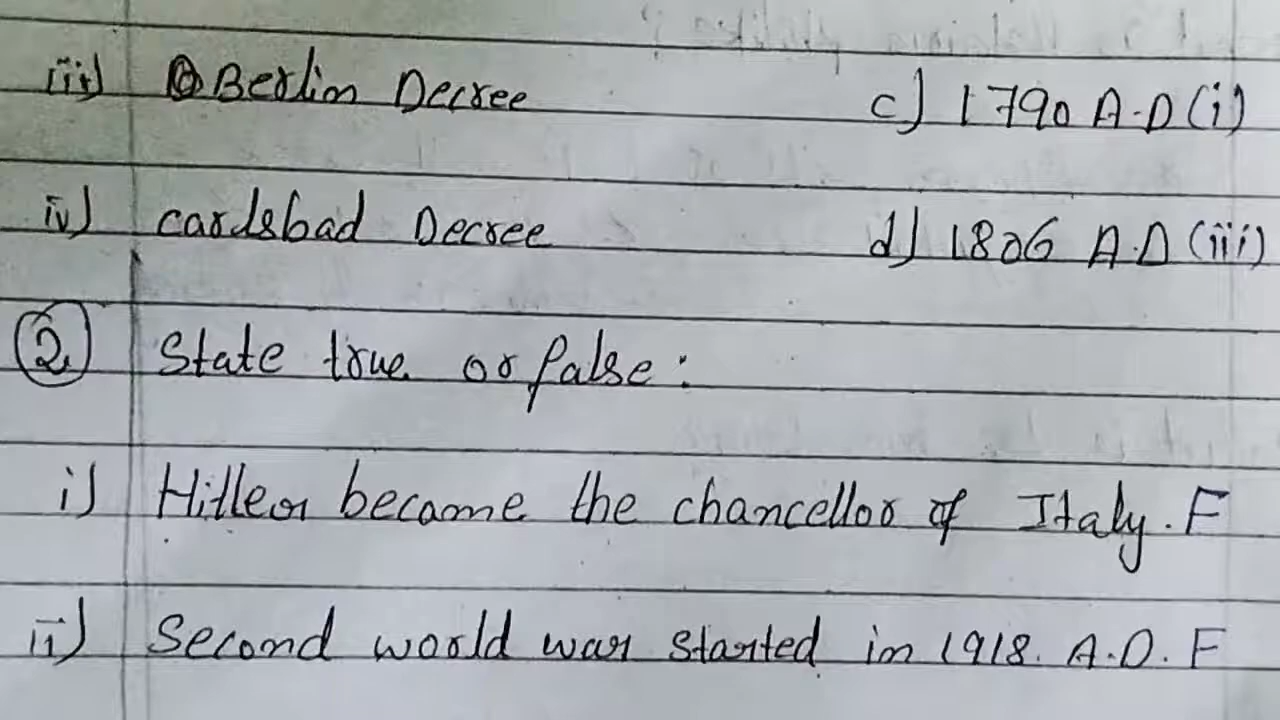 iii) Berlin Decree c) 1790 A.D (i)
iv) Carlsbad Decree d) 1806 A.D (iii)
2 State true or false:
i) Hitler became the chancellor of Italy. F
ii) Second world war started in 1918. A.D. F